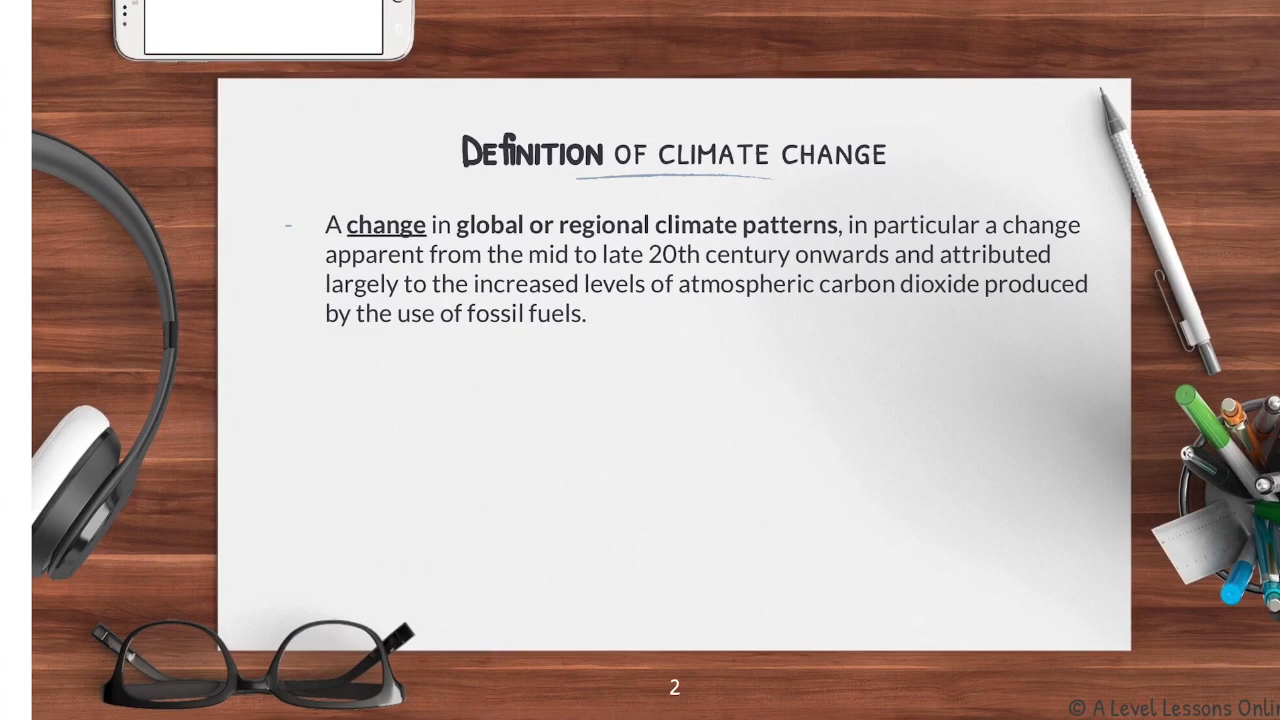 Definition of climate change
- A change in global or regional climate patterns, in particular a change
apparent from the mid to late 20th century onwards and attributed
largely to the increased levels of atmospheric carbon dioxide produced
by the use of fossil fuels.
2
© A Level Lessons Onlin